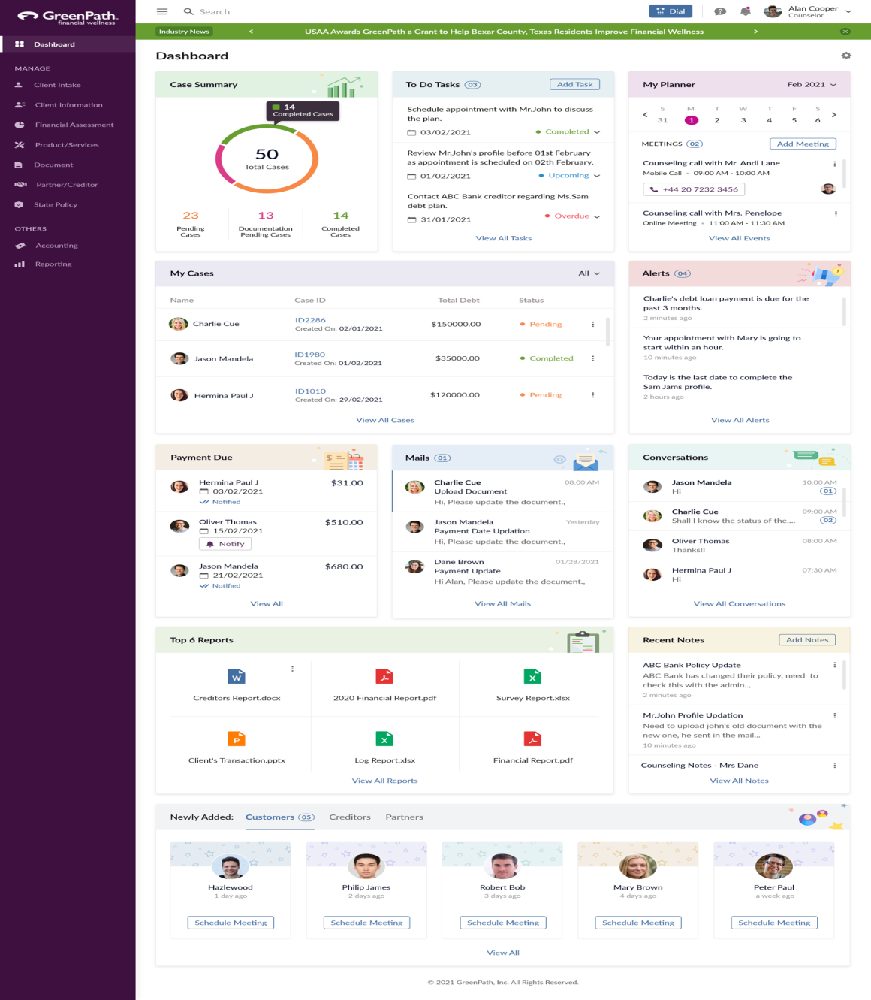 GreenPath.
financial wellness
Search
Dial
Alan Cooper
Counselor
Industry News
USAA Awards GreenPath a Grant to Help Bexar County, Texas Residents Improve Financial Wellness
Dashboard
MANAGE
Client Intake
Client Information
Financial Assessment
Product/Services
Document
Partner/Creditor
State Policy
OTHERS
Accounting
Reporting
Dashboard
Case Summary
14
Completed Cases
50
Total Cases
23
Pending
Cases
13
Documentation
Pending Cases
14
Completed
Cases
To Do Tasks 03
Add Task
Schedule appointment with Mr.John to discuss
the plan.
03/02/2021
Completed
Review Mr.John's profile before 01st February
as appointment is scheduled on 02th February.
01/02/2021
Upcoming
Contact ABC Bank creditor regarding Ms.Sam
debt plan.
31/01/2021
Overdue
View All Tasks
My Planner
Feb 2021
S M T W T F S
31 1 2 3 4 5 6
MEETINGS 02
Add Meeting
Counseling call with Mr. Andi Lane
Mobile Call - 09:00 AM - 10:00 AM
+44 20 7232 3456
Counseling call with Mrs. Penelope
Online Meeting - 11:00 AM - 11:30 AM
View All Events
My Cases
All
Name Case ID Total Debt Status
Charlie Cue
ID2286
Created On: 02/01/2021
$150000.00
Pending
Jason Mandela
ID1980
Created On: 01/02/2021
$35000.00
Completed
Hermina Paul J
ID1010
Created On: 29/02/2021
$120000.00
Pending
View All Cases
Alerts 04
Charlie's debt loan payment is due for the
past 3 months.
2 minutes ago
Your appointment with Mary is going to
start within an hour.
10 minutes ago
Today is the last date to complete the
Sam Jams profile.
2 hours ago
View All Alerts
Payment Due
Hermina Paul J
03/02/2021
Notified
$31.00
Oliver Thomas
15/02/2021
Notify
$510.00
Jason Mandela
21/02/2021
Notified
$680.00
View All
Mails 01
Charlie Cue
08:00 AM
Upload Document
Hi, Please update the document.,
Jason Mandela
Yesterday
Payment Date Updation
Hi, Please update the document.,
Dane Brown
01/28/2021
Payment Update
Hi Alan, Please update the document.,
View All Mails
Conversations
Jason Mandela
10:00 AM
Hi
01
Charlie Cue
09:00 AM
Shall I know the status of the....
02
Oliver Thomas
08:00 AM
Thanks!!
Hermina Paul J
07:30 AM
Hi
View All Conversations
Top 6 Reports
W
Creditors Report.docx
2020 Financial Report.pdf
X
Survey Report.xlsx
P
Client's Transaction.pptx
X
Log Report.xlsx
Financial Report.pdf
View All Reports
Recent Notes
Add Notes
ABC Bank Policy Update
ABC Bank has changed their policy, need to
check this with the admin..,
2 minutes ago
Mr.John Profile Updation
Need to upload john's old document with the
new one, he sent in the mail...
10 minutes ago
Counseling Notes - Mrs Dane
View All Notes
Newly Added: Customers 05 Creditors Partners
Hazlewood
1 day ago
Schedule Meeting
Philip James
2 days ago
Schedule Meeting
Robert Bob
3 days ago
Schedule Meeting
Mary Brown
4 days ago
Schedule Meeting
Peter Paul
a week ago
Schedule Meeting
View All
© 2021 GreenPath, Inc. All Rights Reserved.